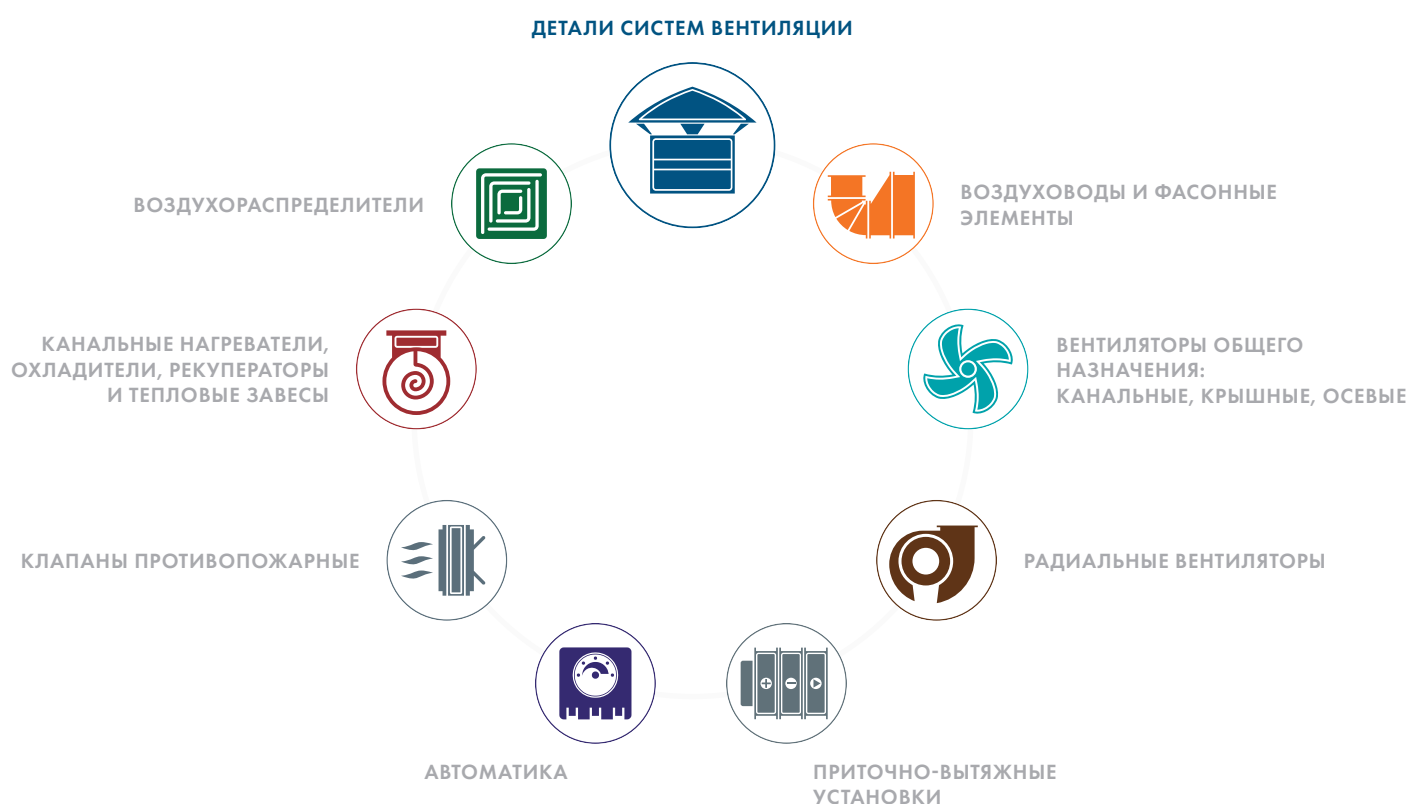 ДЕТАЛИ СИСТЕМ ВЕНТИЛЯЦИИ
ВОЗДУХОРАСПРЕДЕЛИТЕЛИ
ВОЗДУХОВОДЫ И ФАСОННЫЕ
ЭЛЕМЕНТЫ
КАНАЛЬНЫЕ НАГРЕВАТЕЛИ,
ОХЛАДИТЕЛИ, РЕКУПЕРАТОРЫ
И ТЕПЛОВЫЕ ЗАВЕСЫ
ВЕНТИЛЯТОРЫ ОБЩЕГО
НАЗНАЧЕНИЯ:
КАНАЛЬНЫЕ, КРЫШНЫЕ, ОСЕВЫЕ
КЛАПАНЫ ПРОТИВОПОЖАРНЫЕ
РАДИАЛЬНЫЕ ВЕНТИЛЯТОРЫ
АВТОМАТИКА
ПРИТОЧНО-ВЫТЯЖНЫЕ
УСТАНОВКИ